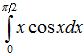 ∫₀^{π/2} x cos x dx